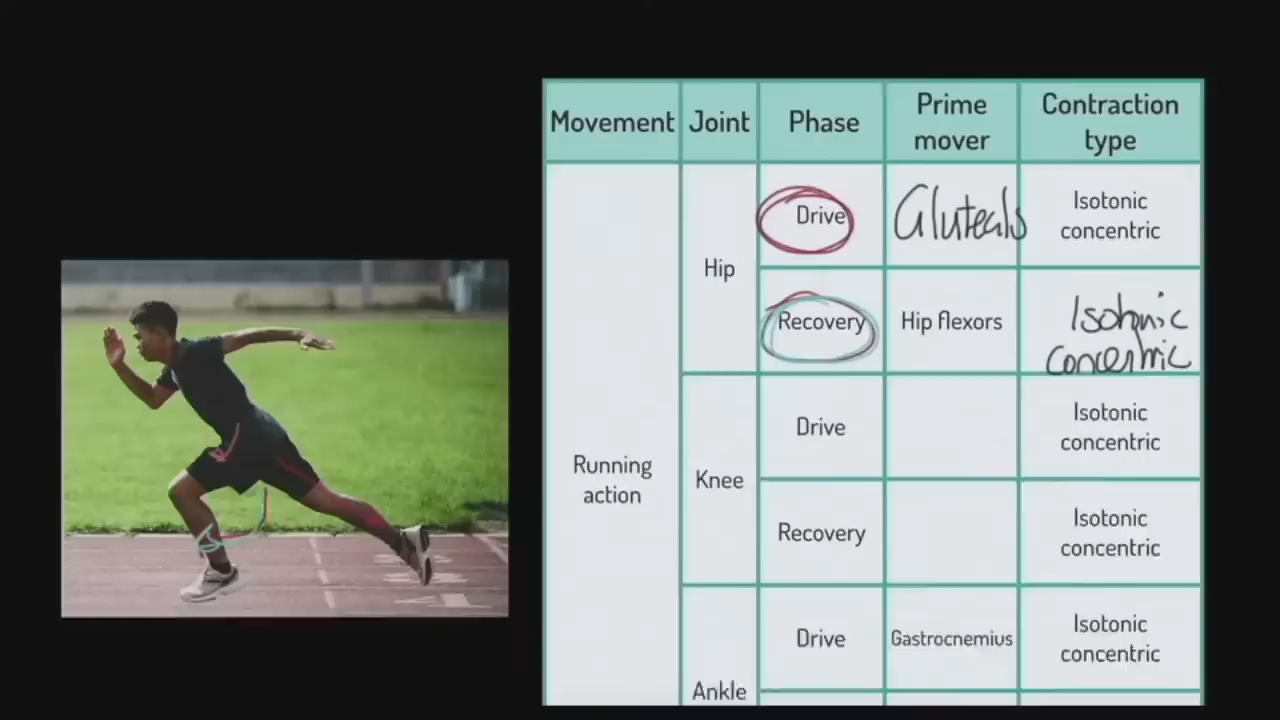 Movement Joint Phase Prime mover Contraction type
Running action
Hip
Drive
Gluteals
Isotonic
concentric
Recovery
Hip flexors
Isotonic
concentric
Knee
Drive
Isotonic
concentric
Recovery
Isotonic
concentric
Ankle
Drive
Gastrocnemius
Isotonic
concentric